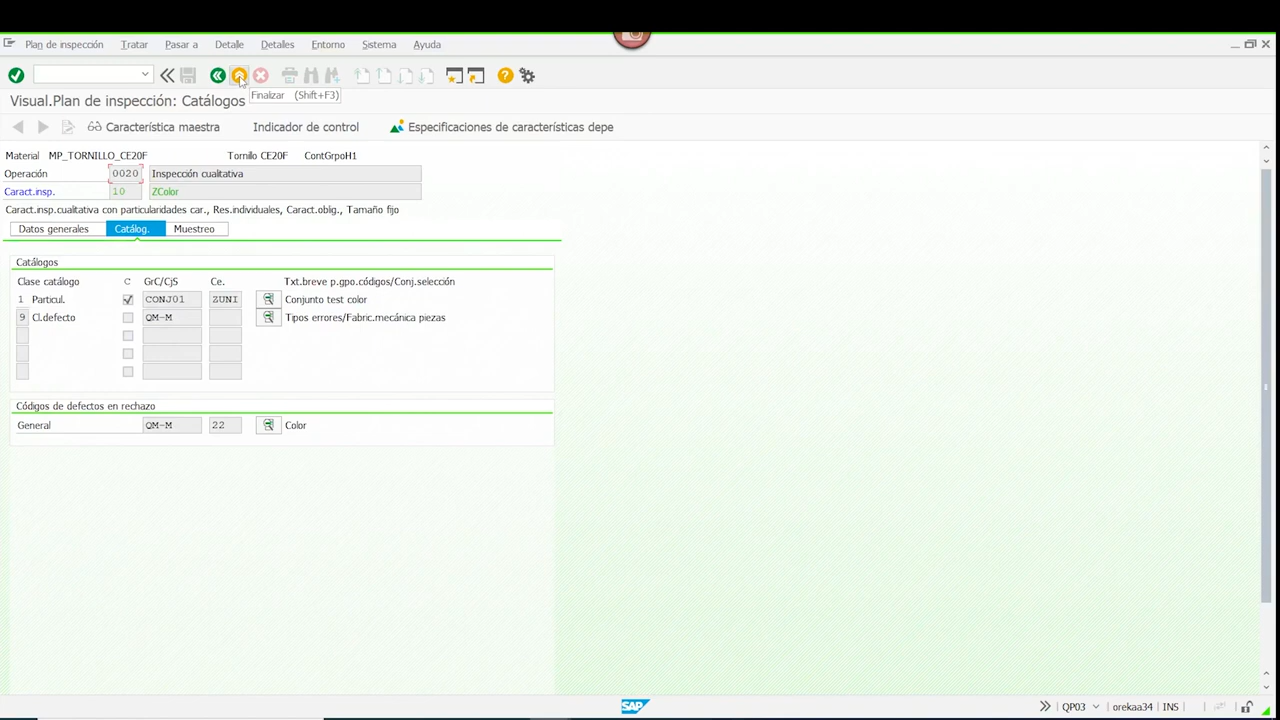 Plan de inspección Tratar Pasar a Detalle Detalles Entorno Sistema Ayuda
Finalizar (Shift+F3)
Visual.Plan de inspección: Catálogos
Característica maestra Indicador de control Especificaciones de características depe
Material MP_TORNILLO_CE20F Tornillo CE20F ContGrpoH1
Operación 0020 Inspección cualitativa
Caract.insp. 10 ZColor
Caract.insp.cualitativa con particularidades car., Res.individuales, Caract.oblig., Tamaño fijo
Datos generales Catálog. Muestreo
Catálogos
Clase catálogo C GrC/CjS Ce. Txt.breve p.gpo.códigos/Conj.selección
1 Particul. CONJ01 ZUNI Conjunto test color
9 Cl.defecto QM-M Tipos errores/Fabric.mecánica piezas
Códigos de defectos en rechazo
General QM-M 22 Color
SAP QP03 orekaa34 INS